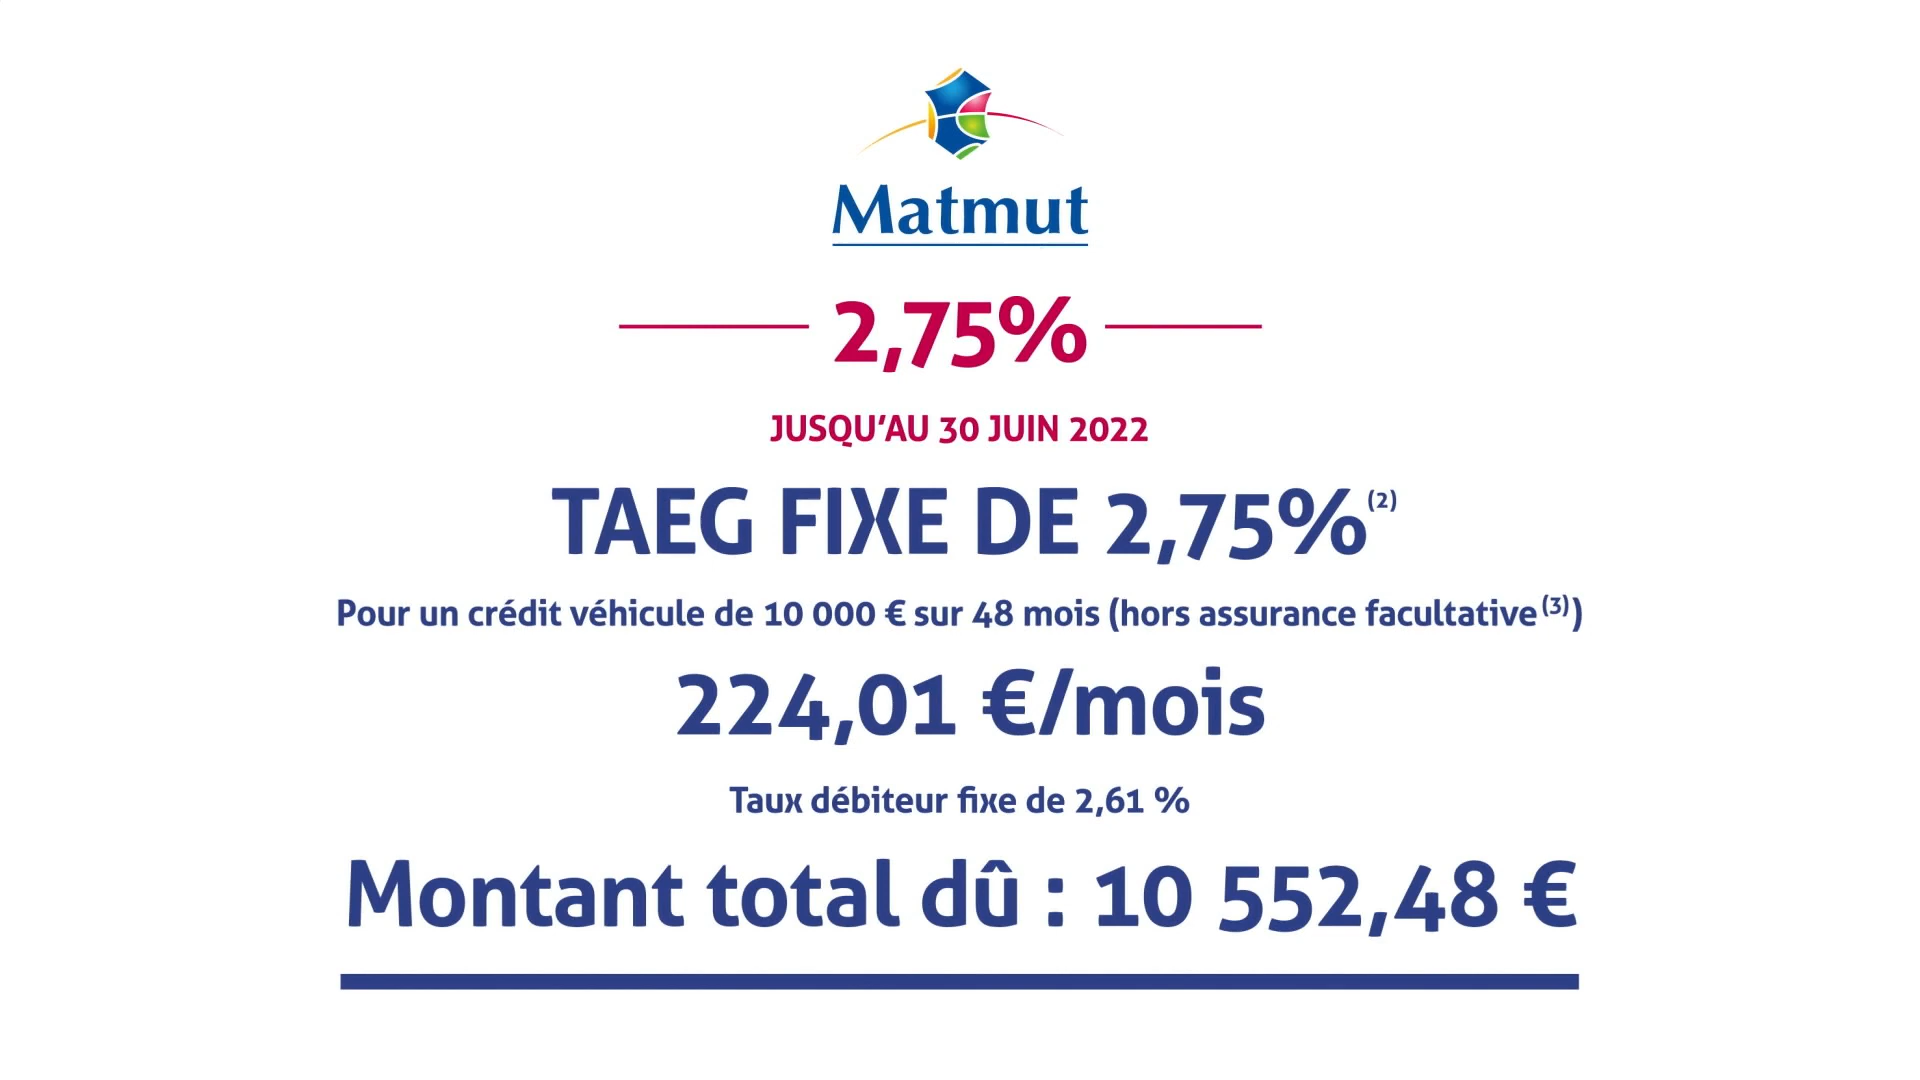 Matmut
2,75%
JUSQU'AU 30 JUIN 2022
TAEG FIXE DE 2,75%(2)
Pour un crédit véhicule de 10 000 € sur 48 mois (hors assurance facultative(3))
224,01 €/mois
Taux débiteur fixe de 2,61 %
Montant total dû : 10 552,48 €